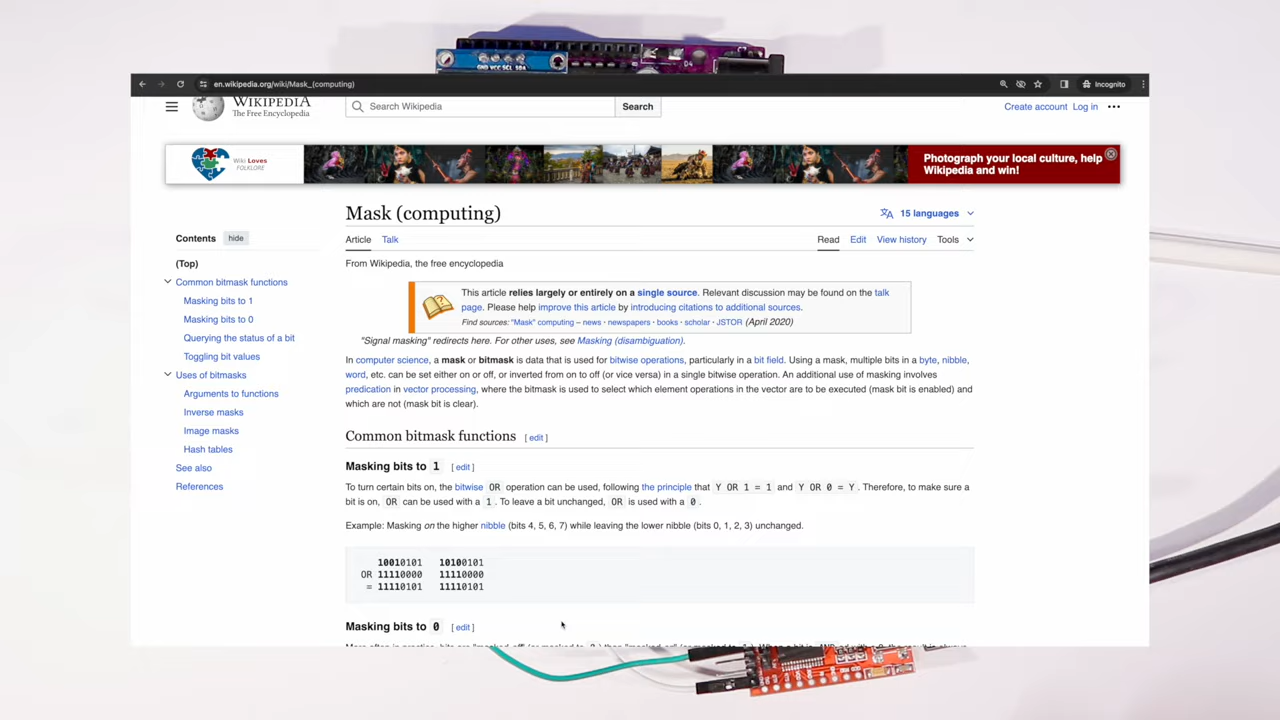 GND VCC SCL SDA
en.wikipedia.org/wiki/Mask_(computing)
Incognito
WIKIPEDIA
The Free Encyclopedia
Search Wikipedia
Search
Create account Log in
Wiki Loves
FOLKLORE
Photograph your local culture, help
Wikipedia and win!
Mask (computing)
15 languages
Contents hide
Article Talk
Read Edit View history Tools
(Top)
From Wikipedia, the free encyclopedia
Common bitmask functions
Masking bits to 1
Masking bits to 0
Querying the status of a bit
Toggling bit values
Uses of bitmasks
Arguments to functions
Inverse masks
Image masks
Hash tables
See also
References
This article relies largely or entirely on a single source. Relevant discussion may be found on the talk
page. Please help improve this article by introducing citations to additional sources.
Find sources: "Mask" computing – news · newspapers · books · scholar · JSTOR (April 2020)
"Signal masking" redirects here. For other uses, see Masking (disambiguation).
In computer science, a mask or bitmask is data that is used for bitwise operations, particularly in a bit field. Using a mask, multiple bits in a byte, nibble,
word, etc. can be set either on or off, or inverted from on to off (or vice versa) in a single bitwise operation. An additional use of masking involves
predication in vector processing, where the bitmask is used to select which element operations in the vector are to be executed (mask bit is enabled) and
which are not (mask bit is clear).
Common bitmask functions [ edit ]
Masking bits to 1 [ edit ]
To turn certain bits on, the bitwise OR operation can be used, following the principle that Y OR 1 = 1 and Y OR 0 = Y. Therefore, to make sure a
bit is on, OR can be used with a 1. To leave a bit unchanged, OR is used with a 0.
Example: Masking on the higher nibble (bits 4, 5, 6, 7) while leaving the lower nibble (bits 0, 1, 2, 3) unchanged.
10010101 10100101
OR 11110000 11110000
= 11110101 11110101
Masking bits to 0 [ edit ]